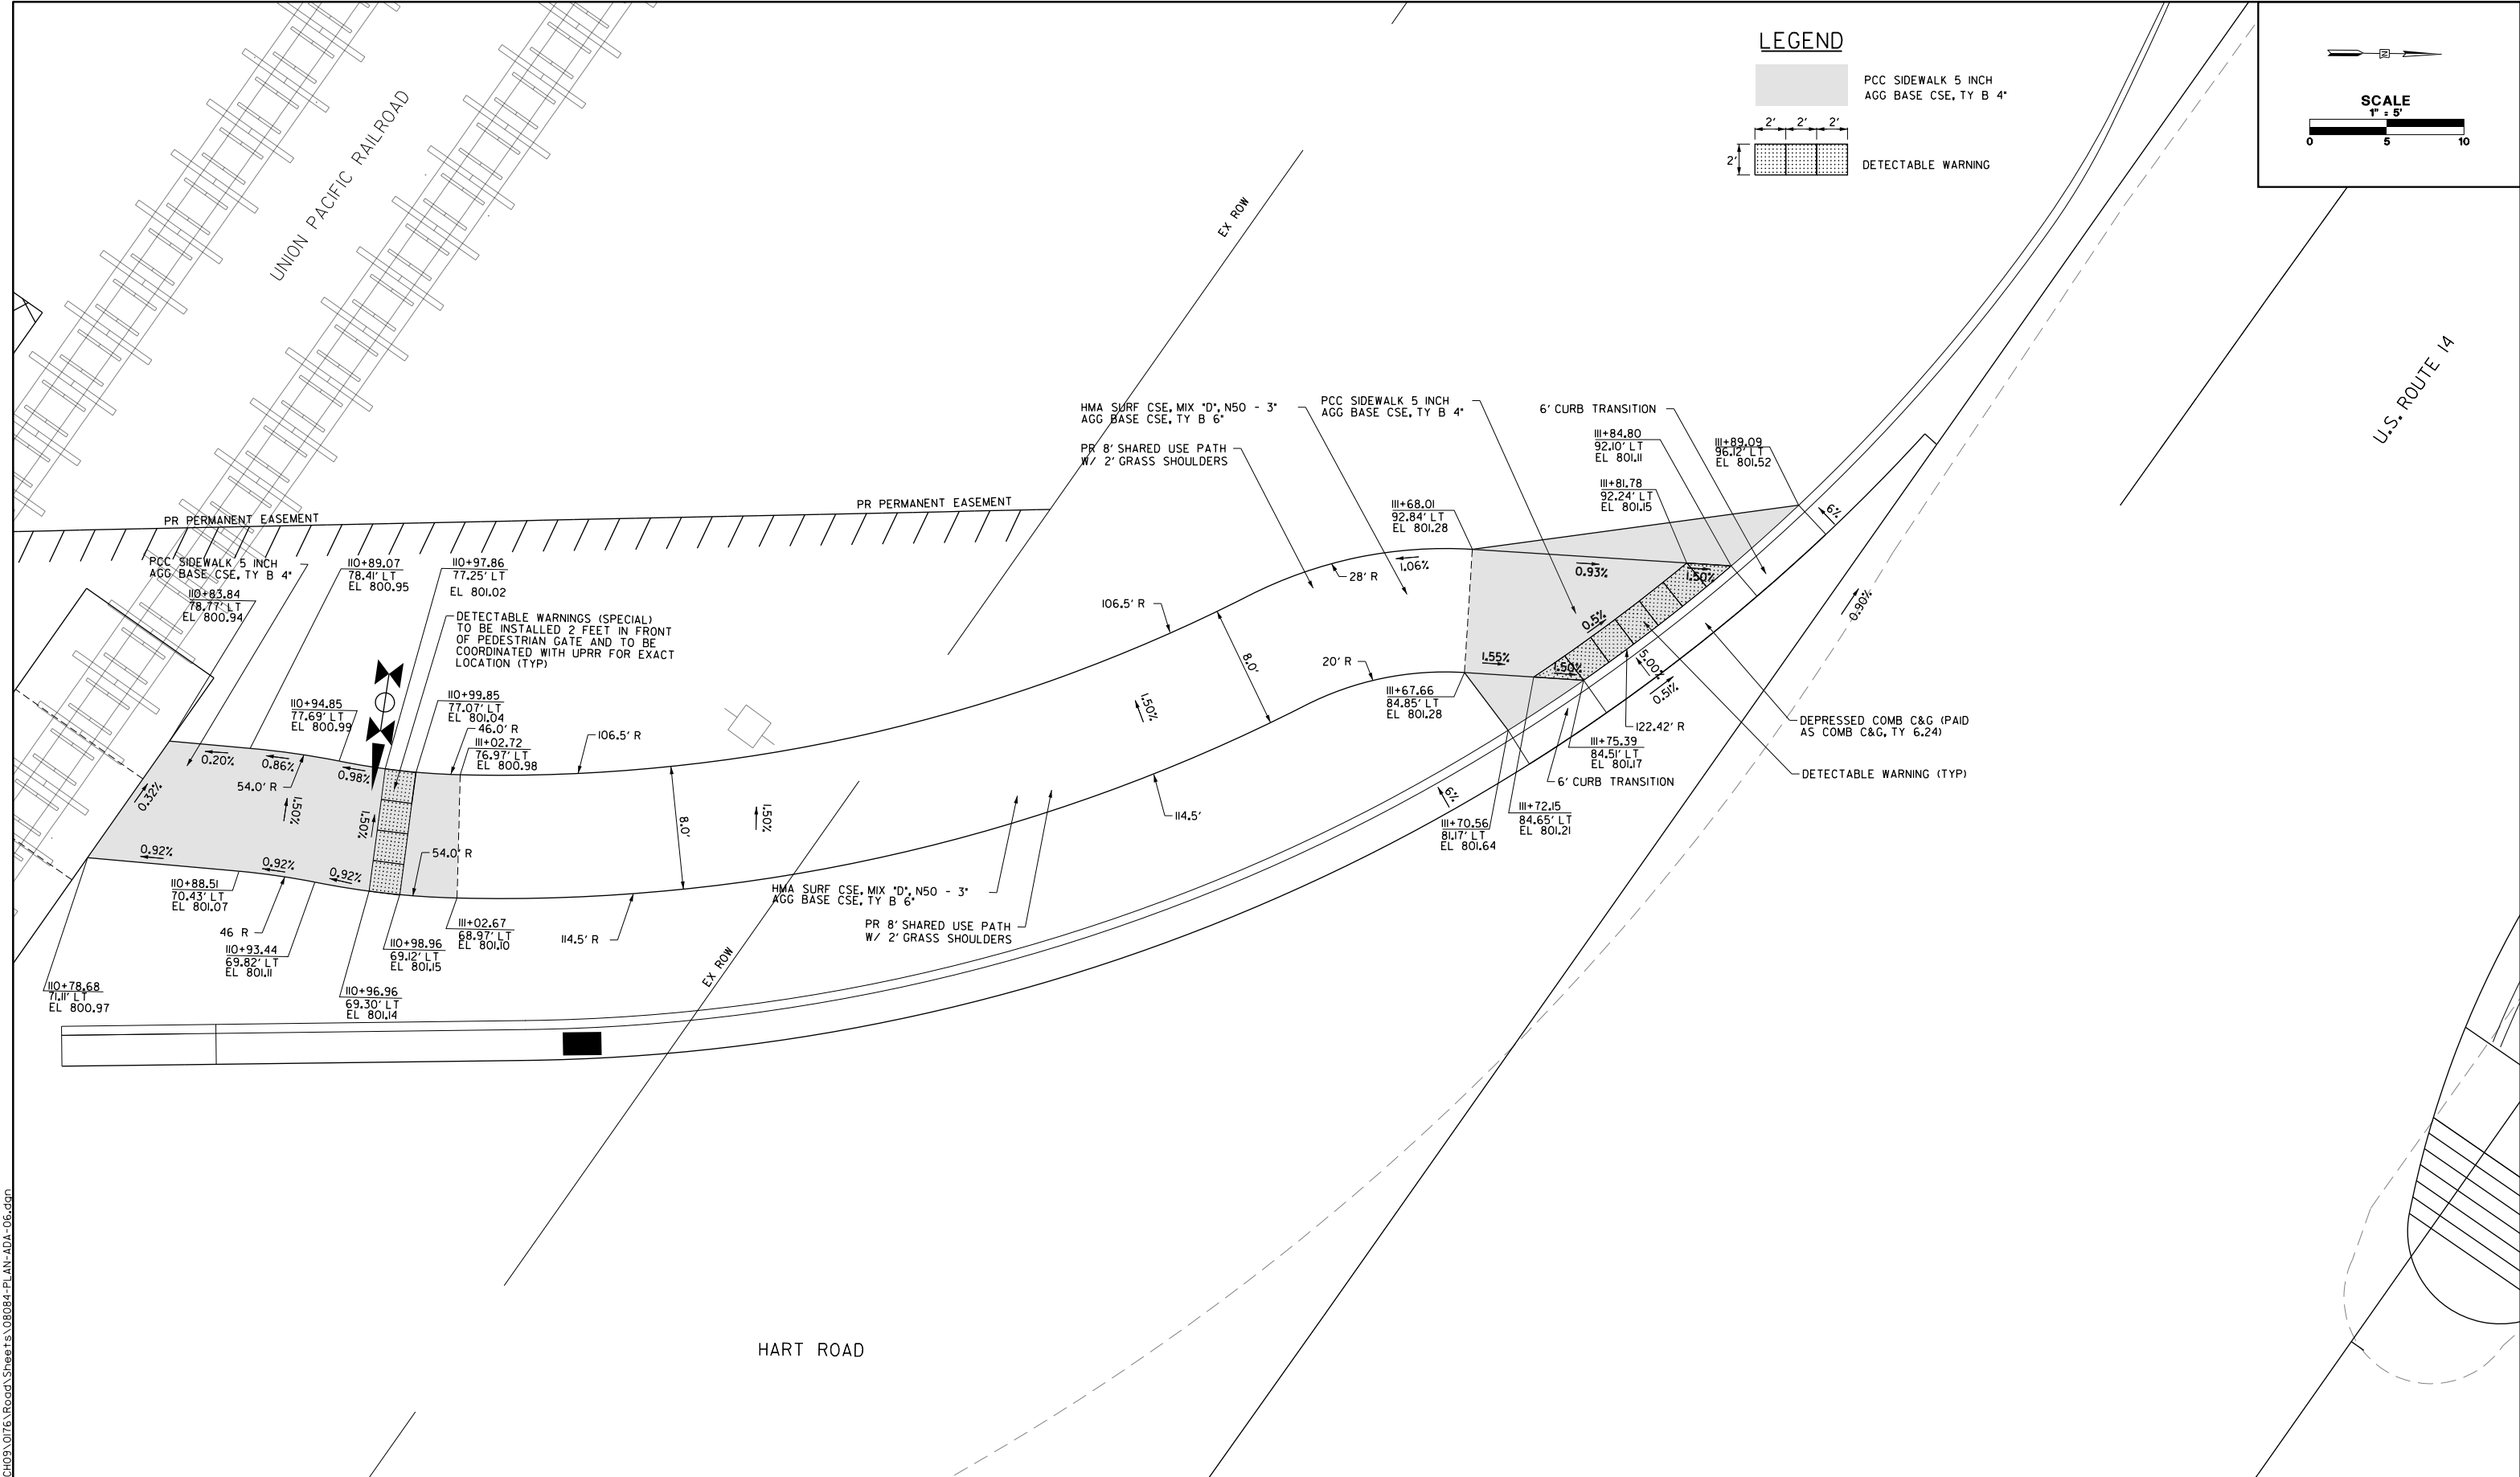 LEGEND
PCC SIDEWALK 5 INCH
AGG BASE CSE, TY B 4"
2' 2' 2'
2'
DETECTABLE WARNING
N
SCALE
1" = 5'
0 5 10
UNION PACIFIC RAILROAD
EX ROW
U.S. ROUTE 14
HMA SURF CSE, MIX "D", N50 - 3"
AGG BASE CSE, TY B 6"
PR 8' SHARED USE PATH
W/ 2' GRASS SHOULDERS
PCC SIDEWALK 5 INCH
AGG BASE CSE, TY B 4"
6' CURB TRANSITION
111+84.80
92.10' LT
EL 801.11
111+89.09
96.12' LT
EL 801.52
111+81.78
92.24' LT
EL 801.15
111+68.01
92.84' LT
EL 801.28
6%
PR PERMANENT EASEMENT
PR PERMANENT EASEMENT
PCC SIDEWALK 5 INCH
AGG BASE CSE, TY B 4"
110+83.84
78.77' LT
EL 800.94
110+89.07
78.41' LT
EL 800.95
110+97.86
77.25' LT
EL 801.02
DETECTABLE WARNINGS (SPECIAL)
TO BE INSTALLED 2 FEET IN FRONT
OF PEDESTRIAN GATE AND TO BE
COORDINATED WITH UPRR FOR EXACT
LOCATION (TYP)
110+94.85
77.69' LT
EL 800.99
110+99.85
77.07' LT
EL 801.04
46.0' R
111+02.72
76.97' LT
EL 800.98
106.5' R
106.5' R
28' R
1.06%
0.93%
1.50%
0.5%
0.90%
8.0'
20' R
1.55%
1.50%
5.00%
0.51%
111+67.66
84.85' LT
EL 801.28
1.50%
122.42' R
111+75.39
84.51' LT
EL 801.17
6' CURB TRANSITION
DEPRESSED COMB C&G (PAID
AS COMB C&G, TY 6.24)
DETECTABLE WARNING (TYP)
0.20%
0.86%
0.98%
54.0' R
0.32%
1.50%
1.50%
8.0'
1.50%
114.5'
6%
111+70.56
81.17' LT
EL 801.64
111+72.15
84.65' LT
EL 801.21
0.92%
0.92%
0.92%
54.0' R
110+88.51
70.43' LT
EL 801.07
46 R
110+93.44
69.82' LT
EL 801.11
110+98.96
69.12' LT
EL 801.15
111+02.67
68.97' LT
EL 801.10
114.5' R
HMA SURF CSE, MIX "D", N50 - 3"
AGG BASE CSE, TY B 6"
PR 8' SHARED USE PATH
W/ 2' GRASS SHOULDERS
EX ROW
110+78.68
71.11' LT
EL 800.97
110+96.96
69.30' LT
EL 801.14
HART ROAD
CH09\0176\Road\Sheets\08084-PLAN-ADA-06.dgn